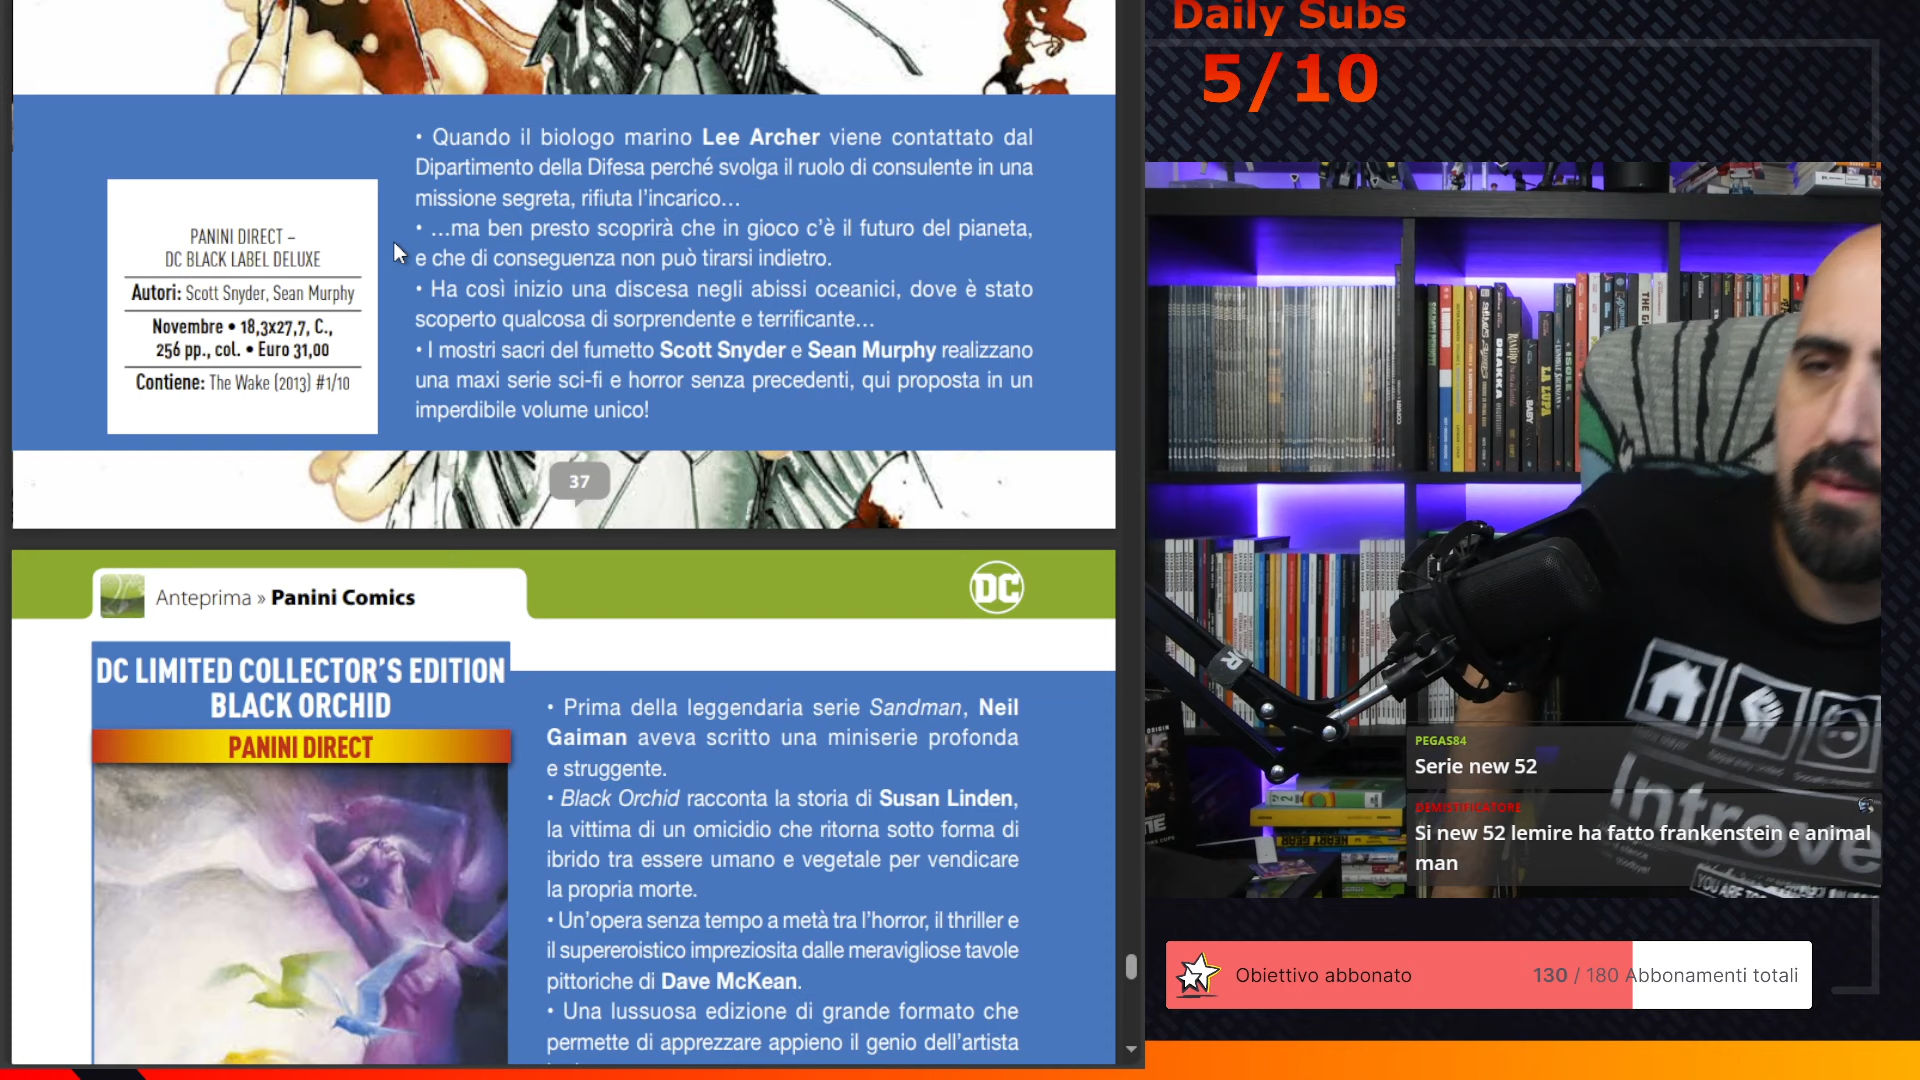 PANINI DIRECT –
DC BLACK LABEL DELUXE
Autori: Scott Snyder, Sean Murphy
Novembre • 18,3x27,7, C.,
256 pp., col. • Euro 31,00
Contiene: The Wake (2013) #1/10
• Quando il biologo marino Lee Archer viene contattato dal
Dipartimento della Difesa perché svolga il ruolo di consulente in una
missione segreta, rifiuta l’incarico…
• …ma ben presto scoprirà che in gioco c’è il futuro del pianeta,
e che di conseguenza non può tirarsi indietro.
• Ha così inizio una discesa negli abissi oceanici, dove è stato
scoperto qualcosa di sorprendente e terrificante…
• I mostri sacri del fumetto Scott Snyder e Sean Murphy realizzano
una maxi serie sci-fi e horror senza precedenti, qui proposta in un
imperdibile volume unico!
37
Anteprima » Panini Comics
DC
DC LIMITED COLLECTOR’S EDITION
BLACK ORCHID
PANINI DIRECT
• Prima della leggendaria serie Sandman, Neil
Gaiman aveva scritto una miniserie profonda
e struggente.
• Black Orchid racconta la storia di Susan Linden,
la vittima di un omicidio che ritorna sotto forma di
ibrido tra essere umano e vegetale per vendicare
la propria morte.
• Un’opera senza tempo a metà tra l’horror, il thriller e
il supereroistico impreziosita dalle meravigliose tavole
pittoriche di Dave McKean.
• Una lussuosa edizione di grande formato che
permette di apprezzare appieno il genio dell’artista
Daily Subs
5/10
DRAKKA
BABY
LA LUPA
ISOLE
THE
Introve
YOU ARE TO
PEGAS84
Serie new 52
DEMISTIFICATORE
Si new 52 lemire ha fatto frankenstein e animal
man
Obiettivo abbonato
130 / 180 Abbonamenti totali